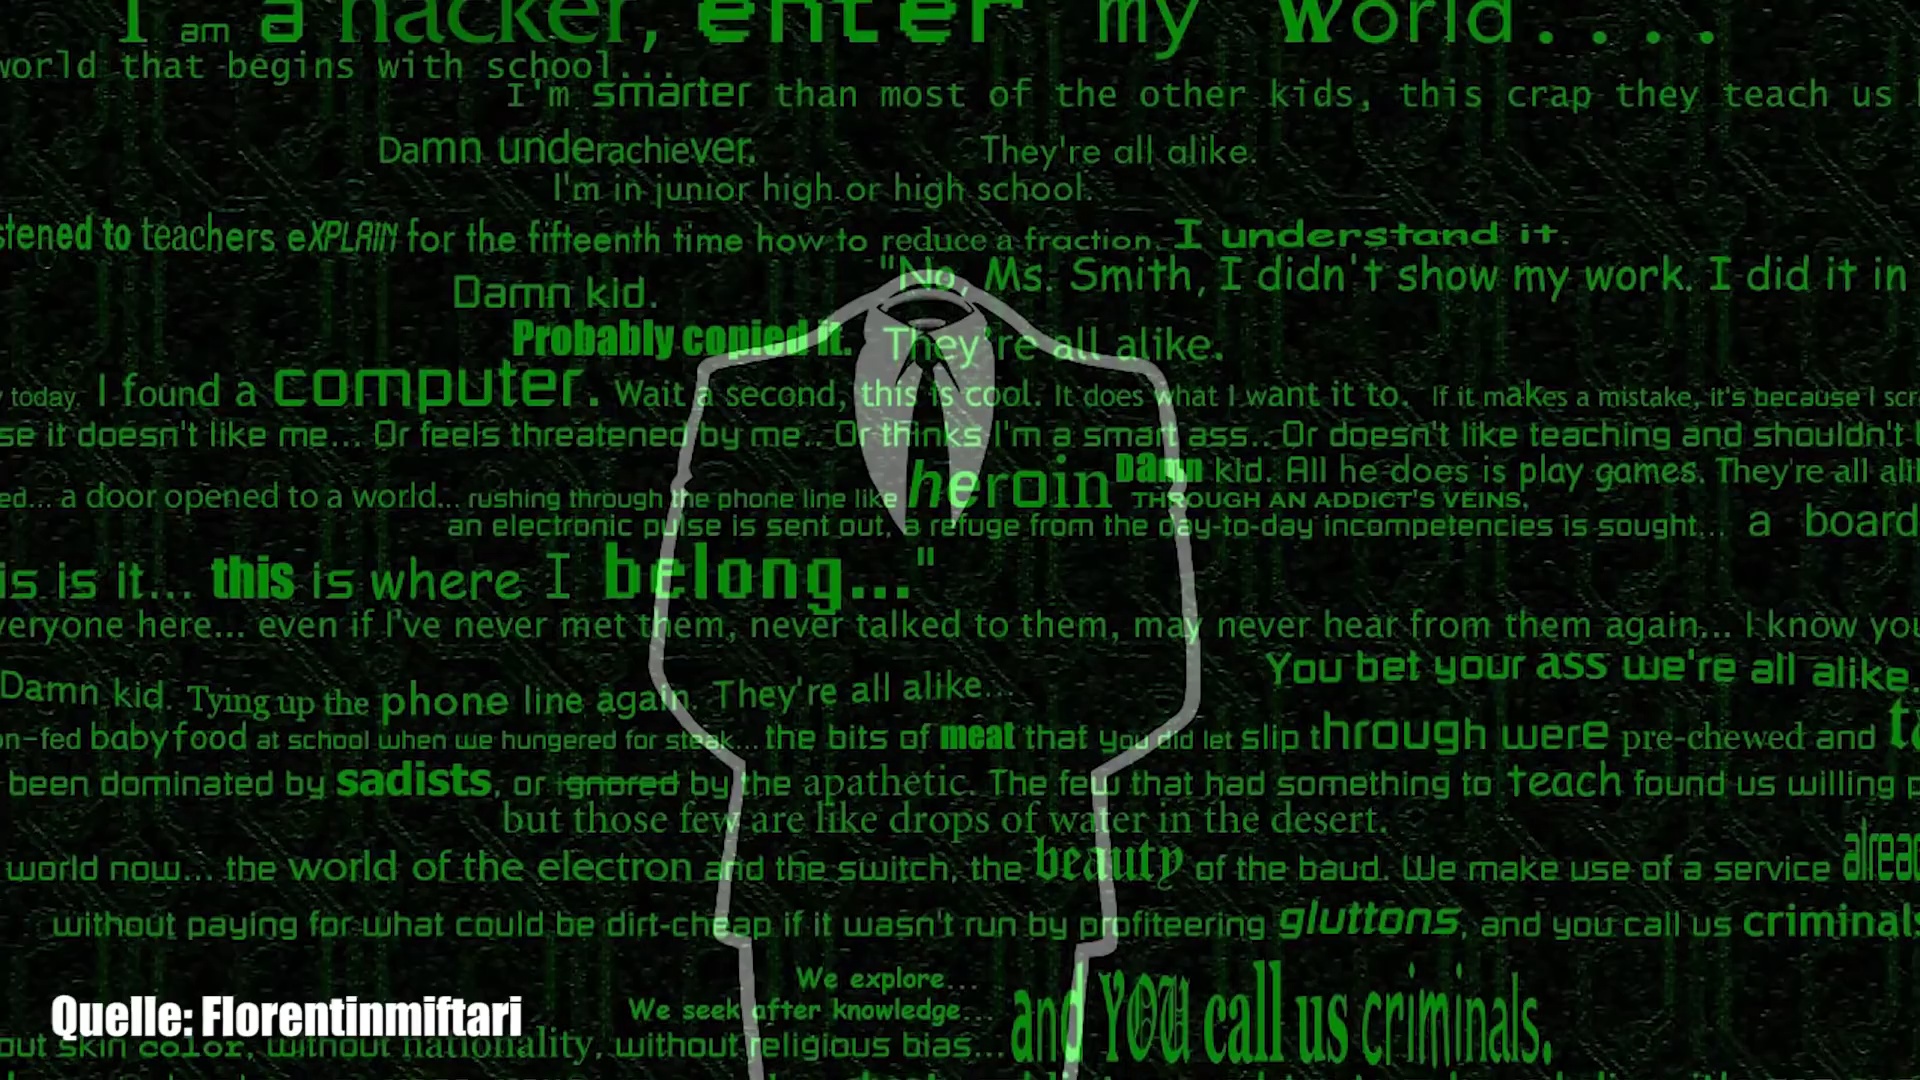 I am a hacker, enter my world....
world that begins with school...
I'm smarter than most of the other kids, this crap they teach us
Damn underachiever. They're all alike.
I'm in junior high or high school.
stened to teachers eXPLAIN for the fifteenth time how to reduce a fraction. I understand it.
"No, Ms. Smith, I didn't show my work. I did it in
Damn kid.
Probably copied it. They're all alike.
y today. I found a computer. Wait a second, this is cool. It does what I want it to. If it makes a mistake, it's because I scr
se it doesn't like me... Or feels threatened by me... Or thinks I'm a smart ass... Or doesn't like teaching and shouldn't b
Damn kid. All he does is play games. They're all ali
ed... a door opened to a world... rushing through the phone line like heroin THROUGH AN ADDICT'S VEINS,
an electronic pulse is sent out, a refuge from the day-to-day incompetencies is sought... a board
is is it... this is where I belong..."
veryone here... even if I've never met them, never talked to them, may never hear from them again... I know you
You bet your ass we're all alike.
Damn kid. Tying up the phone line again. They're all alike...
on-fed baby food at school when we hungered for steak... the bits of meat that you did let slip through were pre-chewed and ta
been dominated by sadists, or ignored by the apathetic. The few that had something to teach found us willing p
but those few are like drops of water in the desert.
world now... the world of the electron and the switch, the beauty of the baud. We make use of a service alread
without paying for what could be dirt-cheap if it wasn't run by profiteering gluttons, and you call us criminals
We explore...
We seek after knowledge... and YOU call us criminals.
Quelle: Florentinmiftari
out skin color, without nationality, without religious bias...